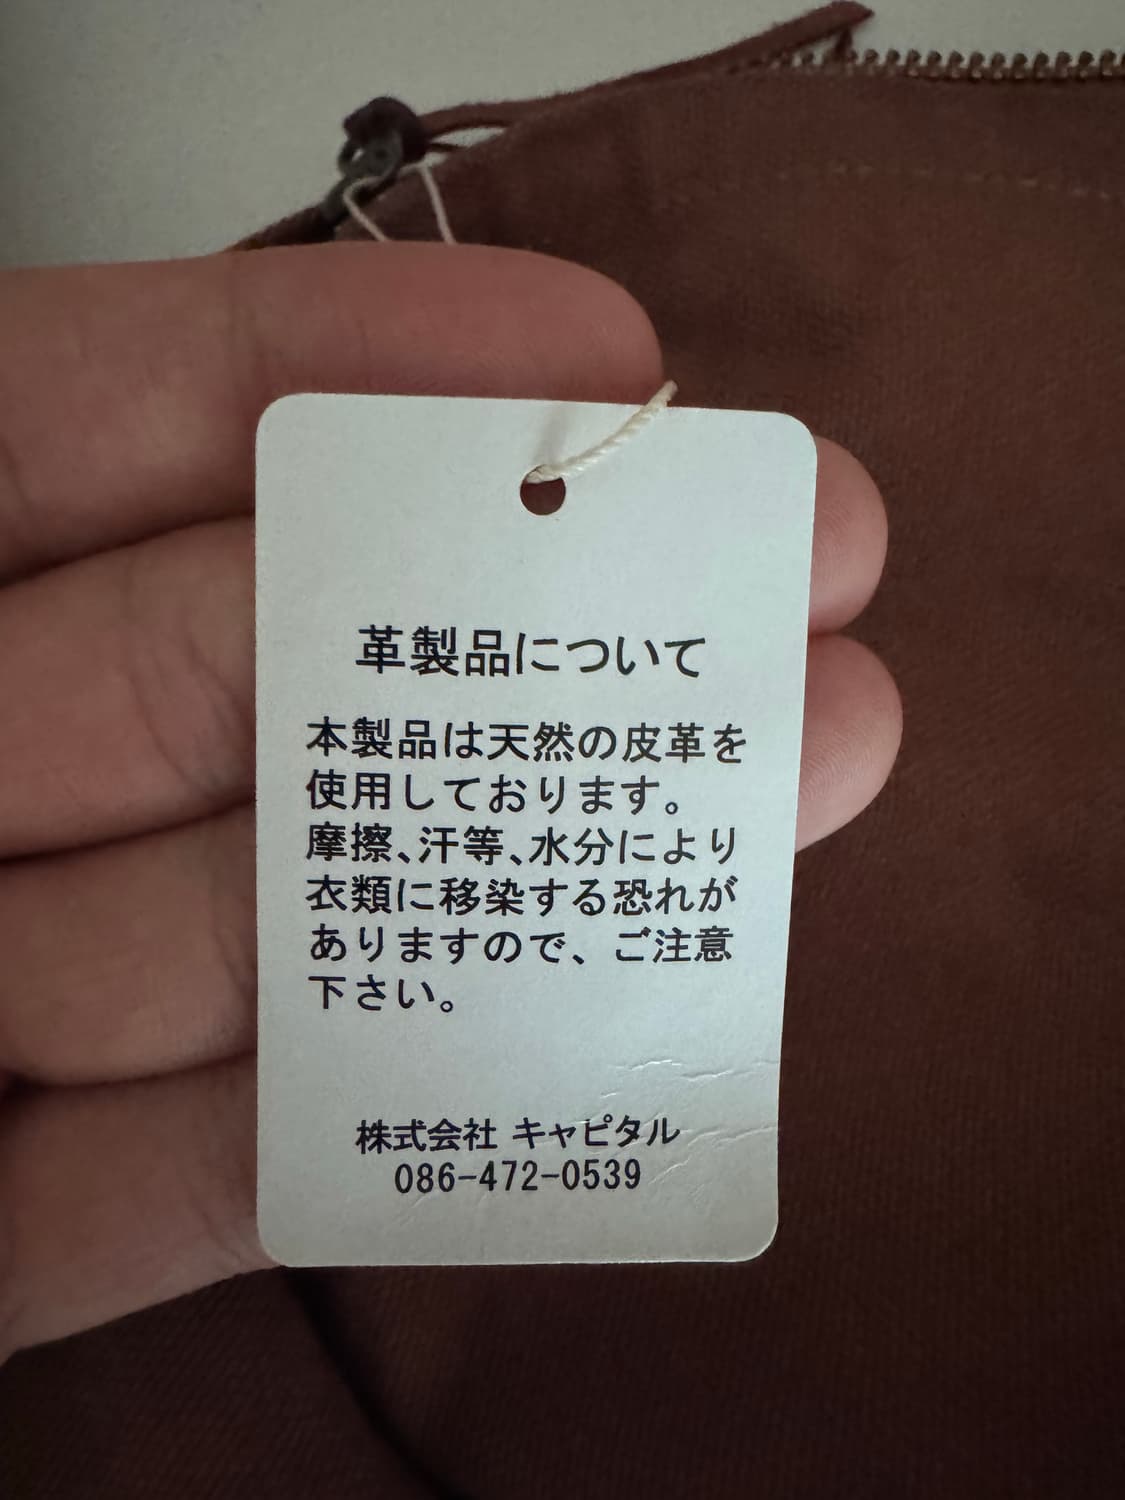 革製品について
本製品は天然の皮革を
使用しております。
摩擦、汗等、水分により
衣類に移染する恐れが
ありますので、ご注意
下さい。
株式会社 キャピタル
086-472-0539